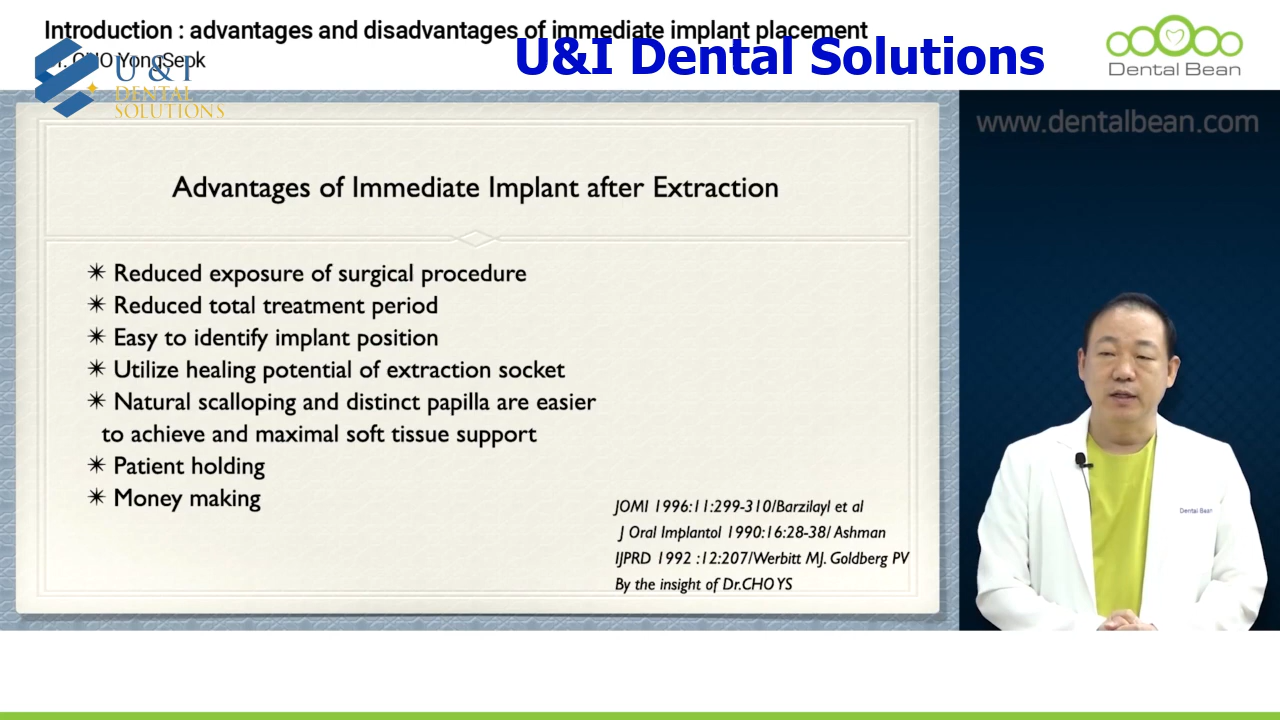 Introduction : advantages and disadvantages of immediate implant placement
YongSepk
U&I Dental Solutions
U & I
DENTAL
SOLUTIONS
Dental Bean
www.dentalbean.com
Advantages of Immediate Implant after Extraction
✴ Reduced exposure of surgical procedure
✴ Reduced total treatment period
✴ Easy to identify implant position
✴ Utilize healing potential of extraction socket
✴ Natural scalloping and distinct papilla are easier
to achieve and maximal soft tissue support
✴ Patient holding
✴ Money making
JOMI 1996:11:299-310/Barzilayl et al
J Oral Implantol 1990:16:28-38/ Ashman
IJPRD 1992 :12:207/Werbitt MJ. Goldberg PV
By the insight of Dr.CHO YS
Dental Bean